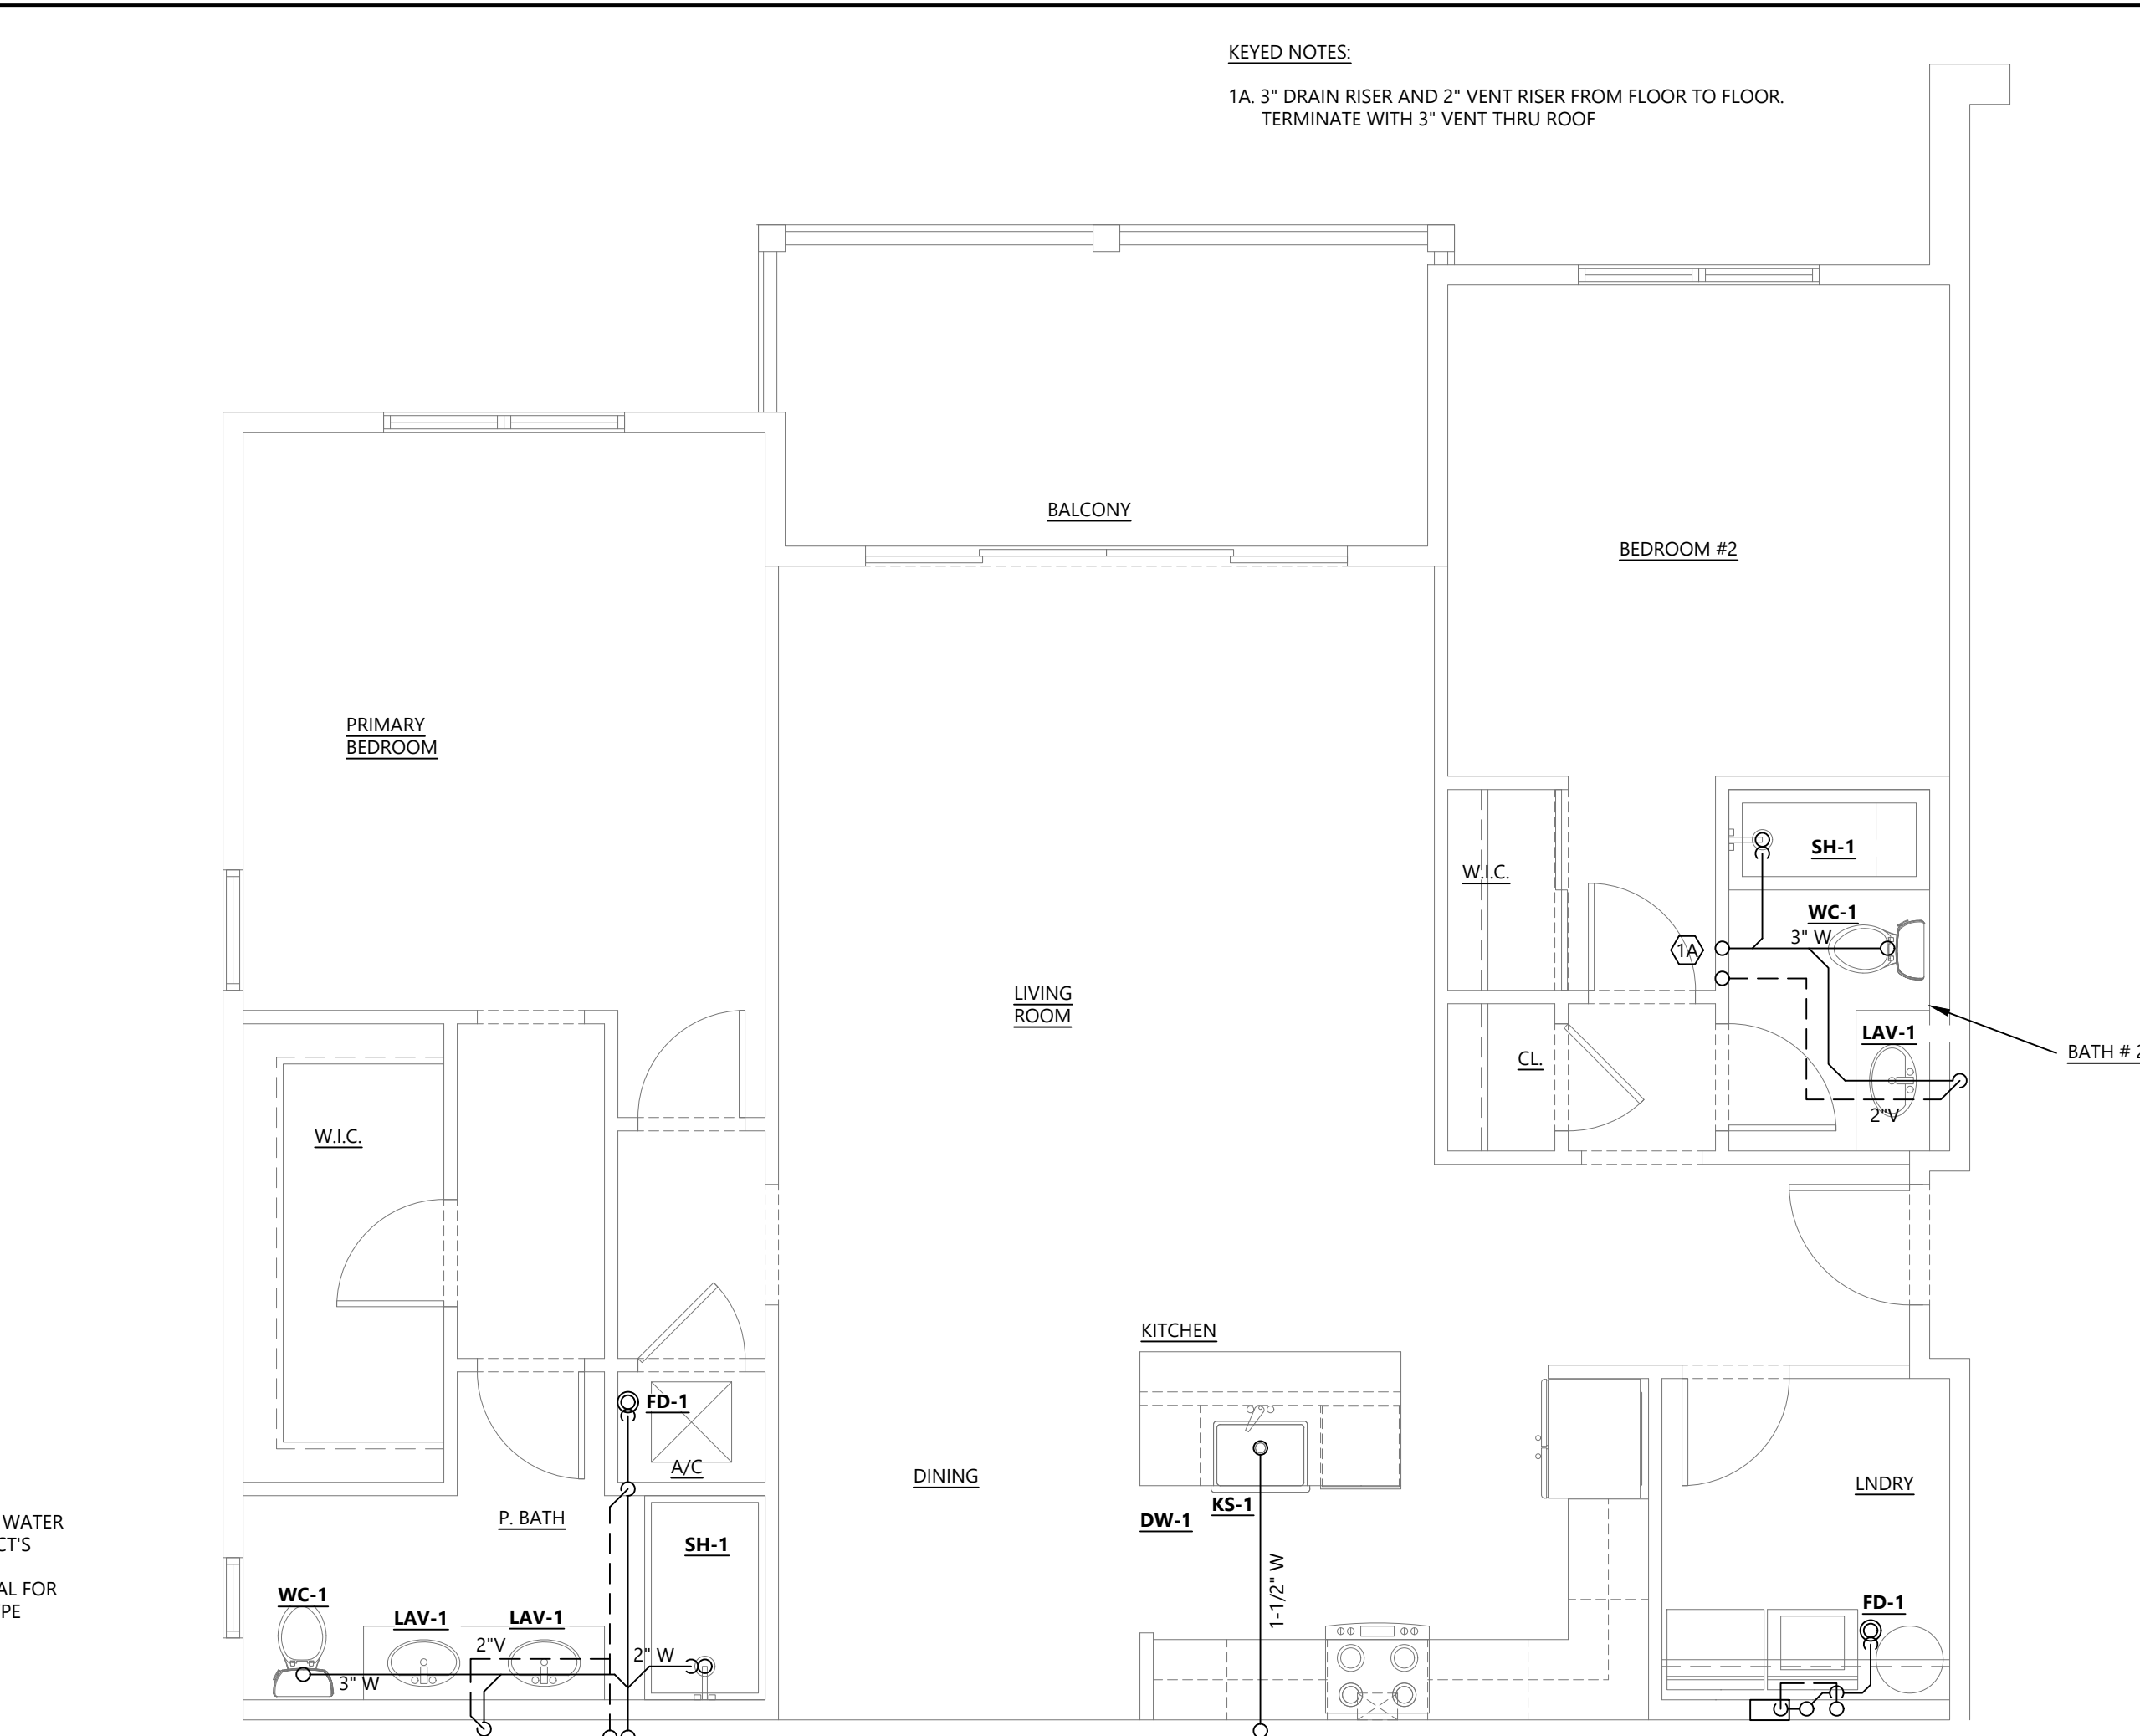 KEYED NOTES:
1A. 3" DRAIN RISER AND 2" VENT RISER FROM FLOOR TO FLOOR.
TERMINATE WITH 3" VENT THRU ROOF
BALCONY
BEDROOM #2
PRIMARY
BEDROOM
SH-1
W.I.C.
WC-1
3" W
1A
LIVING
ROOM
LAV-1
CL.
BATH # 2
2"V
W.I.C.
KITCHEN
FD-1
A/C
DINING
LNDRY
KS-1
DW-1
P. BATH
SH-1
WATER
CT'S
AL FOR
PE
WC-1
LAV-1
LAV-1
2"V
2" W
3" W
1-1/2" W
FD-1